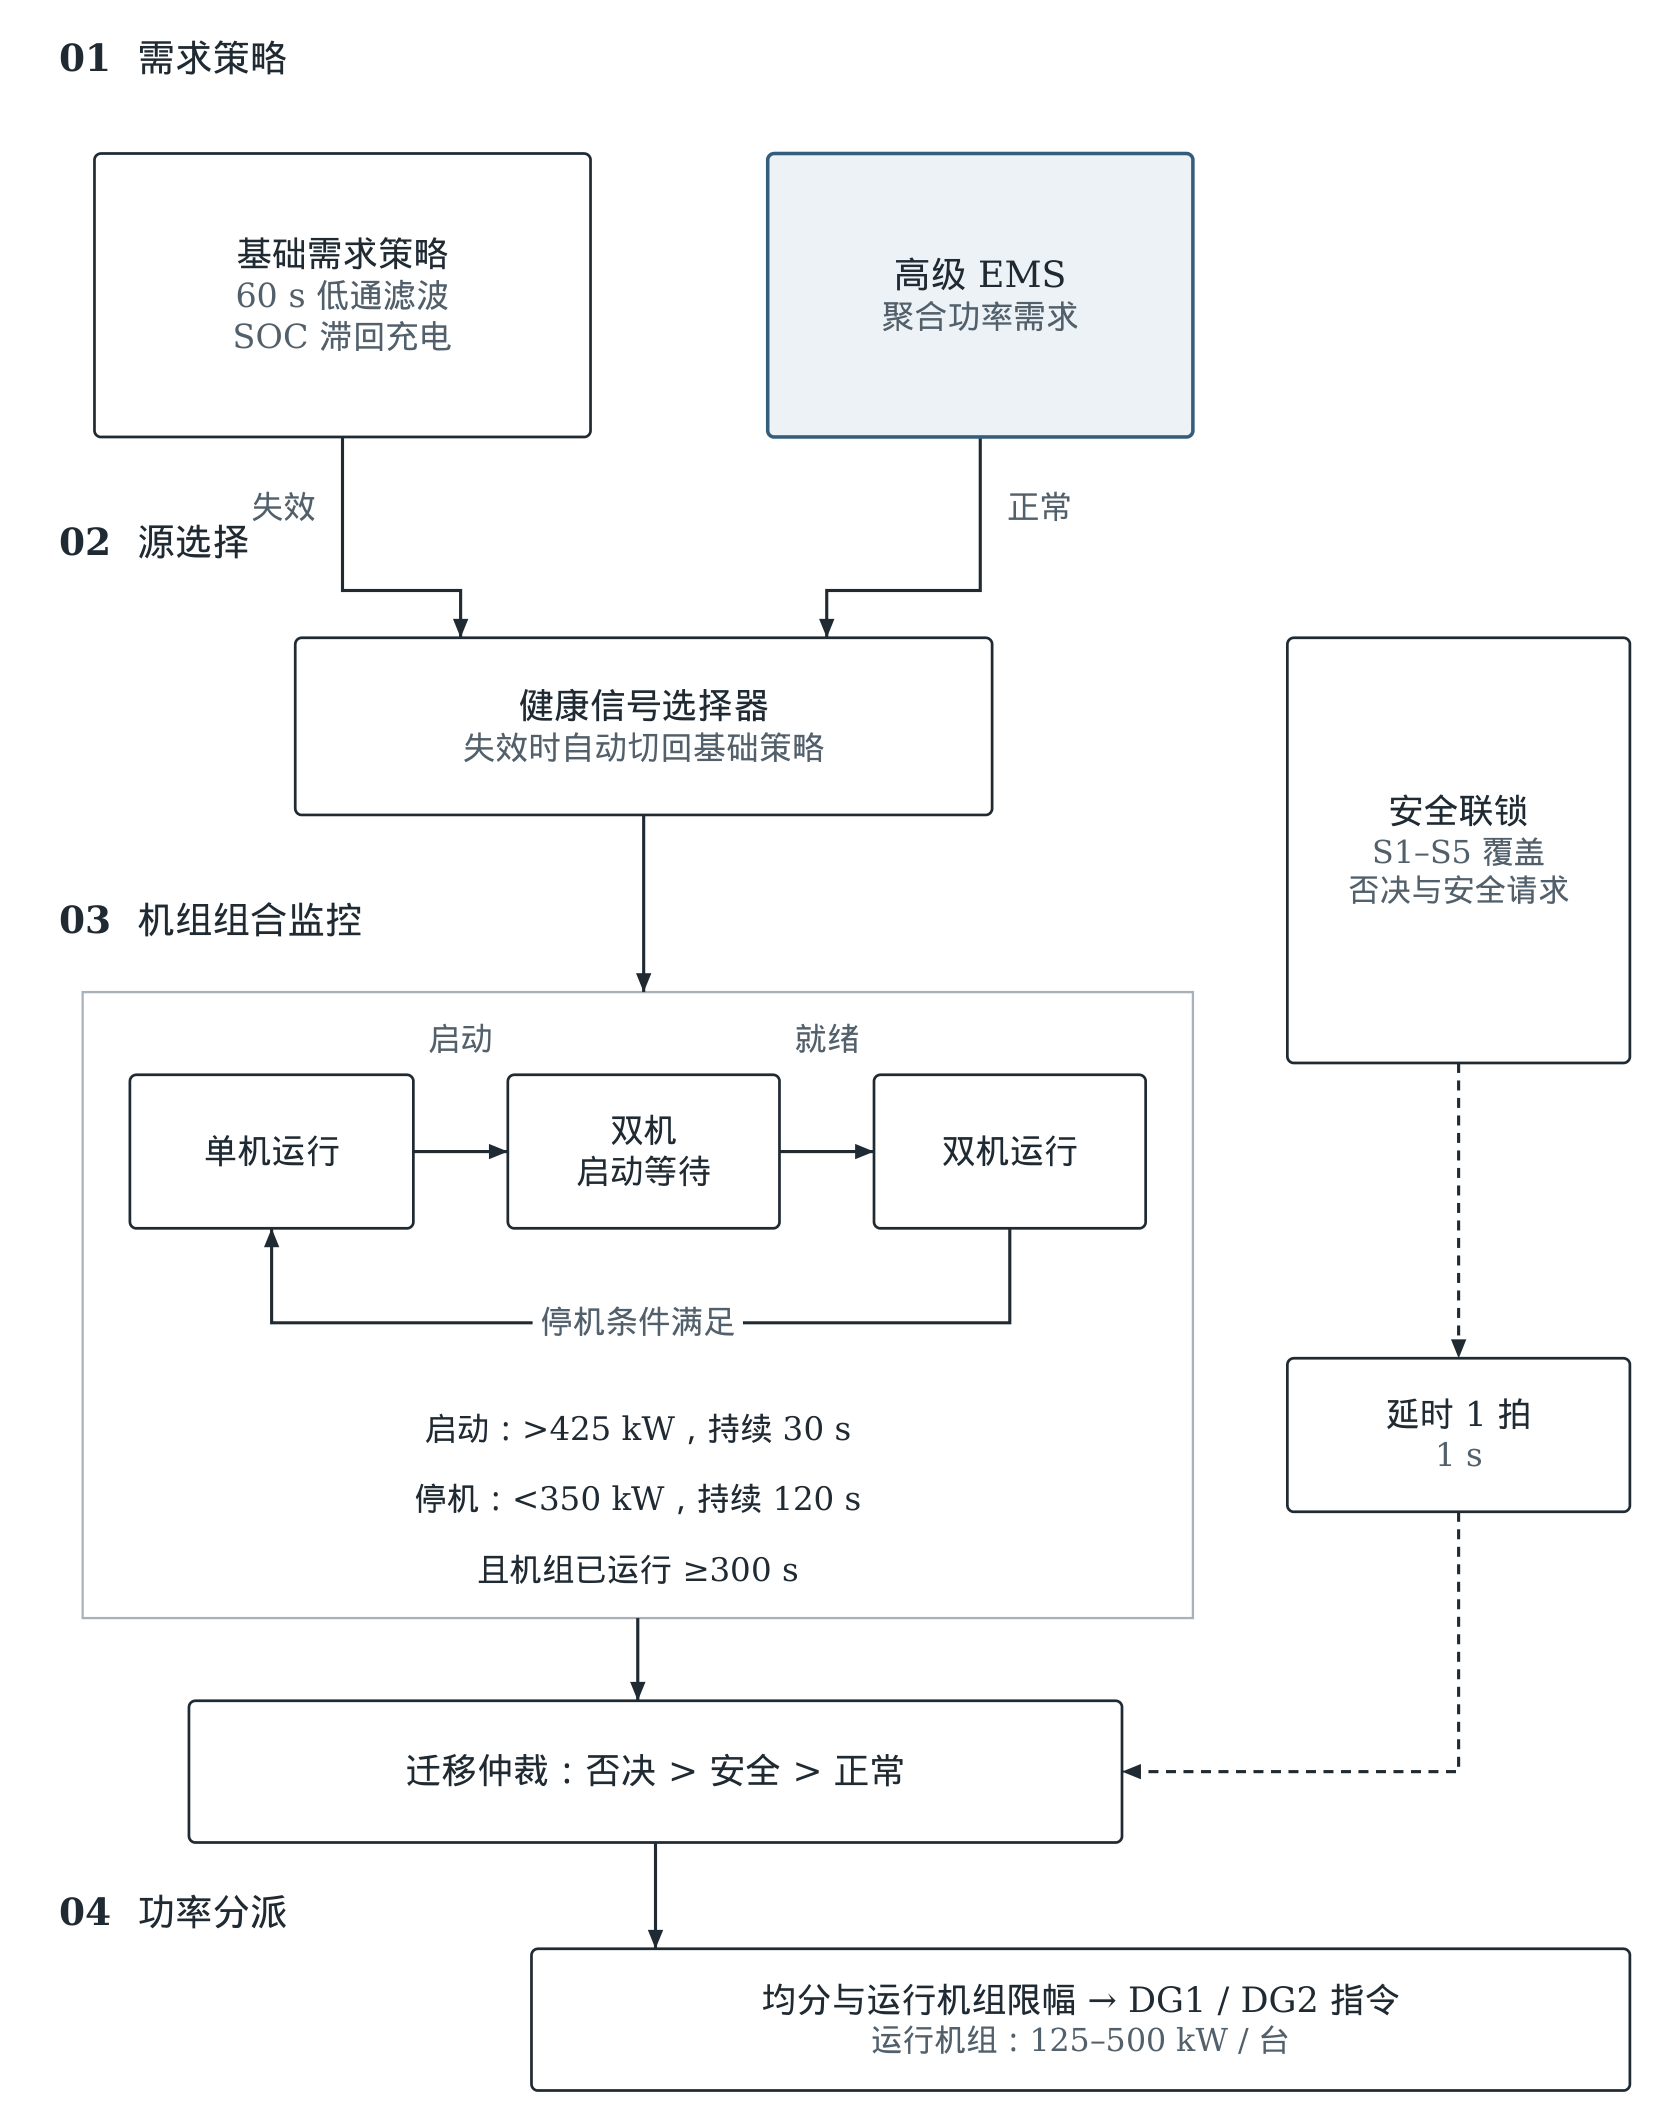 01 需求策略
基础需求策略
60 s 低通滤波
SOC 滞回充电
高级 EMS
聚合功率需求
失效
正常
02 源选择
健康信号选择器
失效时自动切回基础策略
安全联锁
S1–S5 覆盖
否决与安全请求
03 机组组合监控
启动
就绪
单机运行
双机
启动等待
双机运行
停机条件满足
启动：>425 kW，持续 30 s
停机：<350 kW，持续 120 s
且机组已运行 ≥300 s
延时 1 拍
1 s
迁移仲裁：否决 > 安全 > 正常
04 功率分派
均分与运行机组限幅 → DG1 / DG2 指令
运行机组：125–500 kW / 台